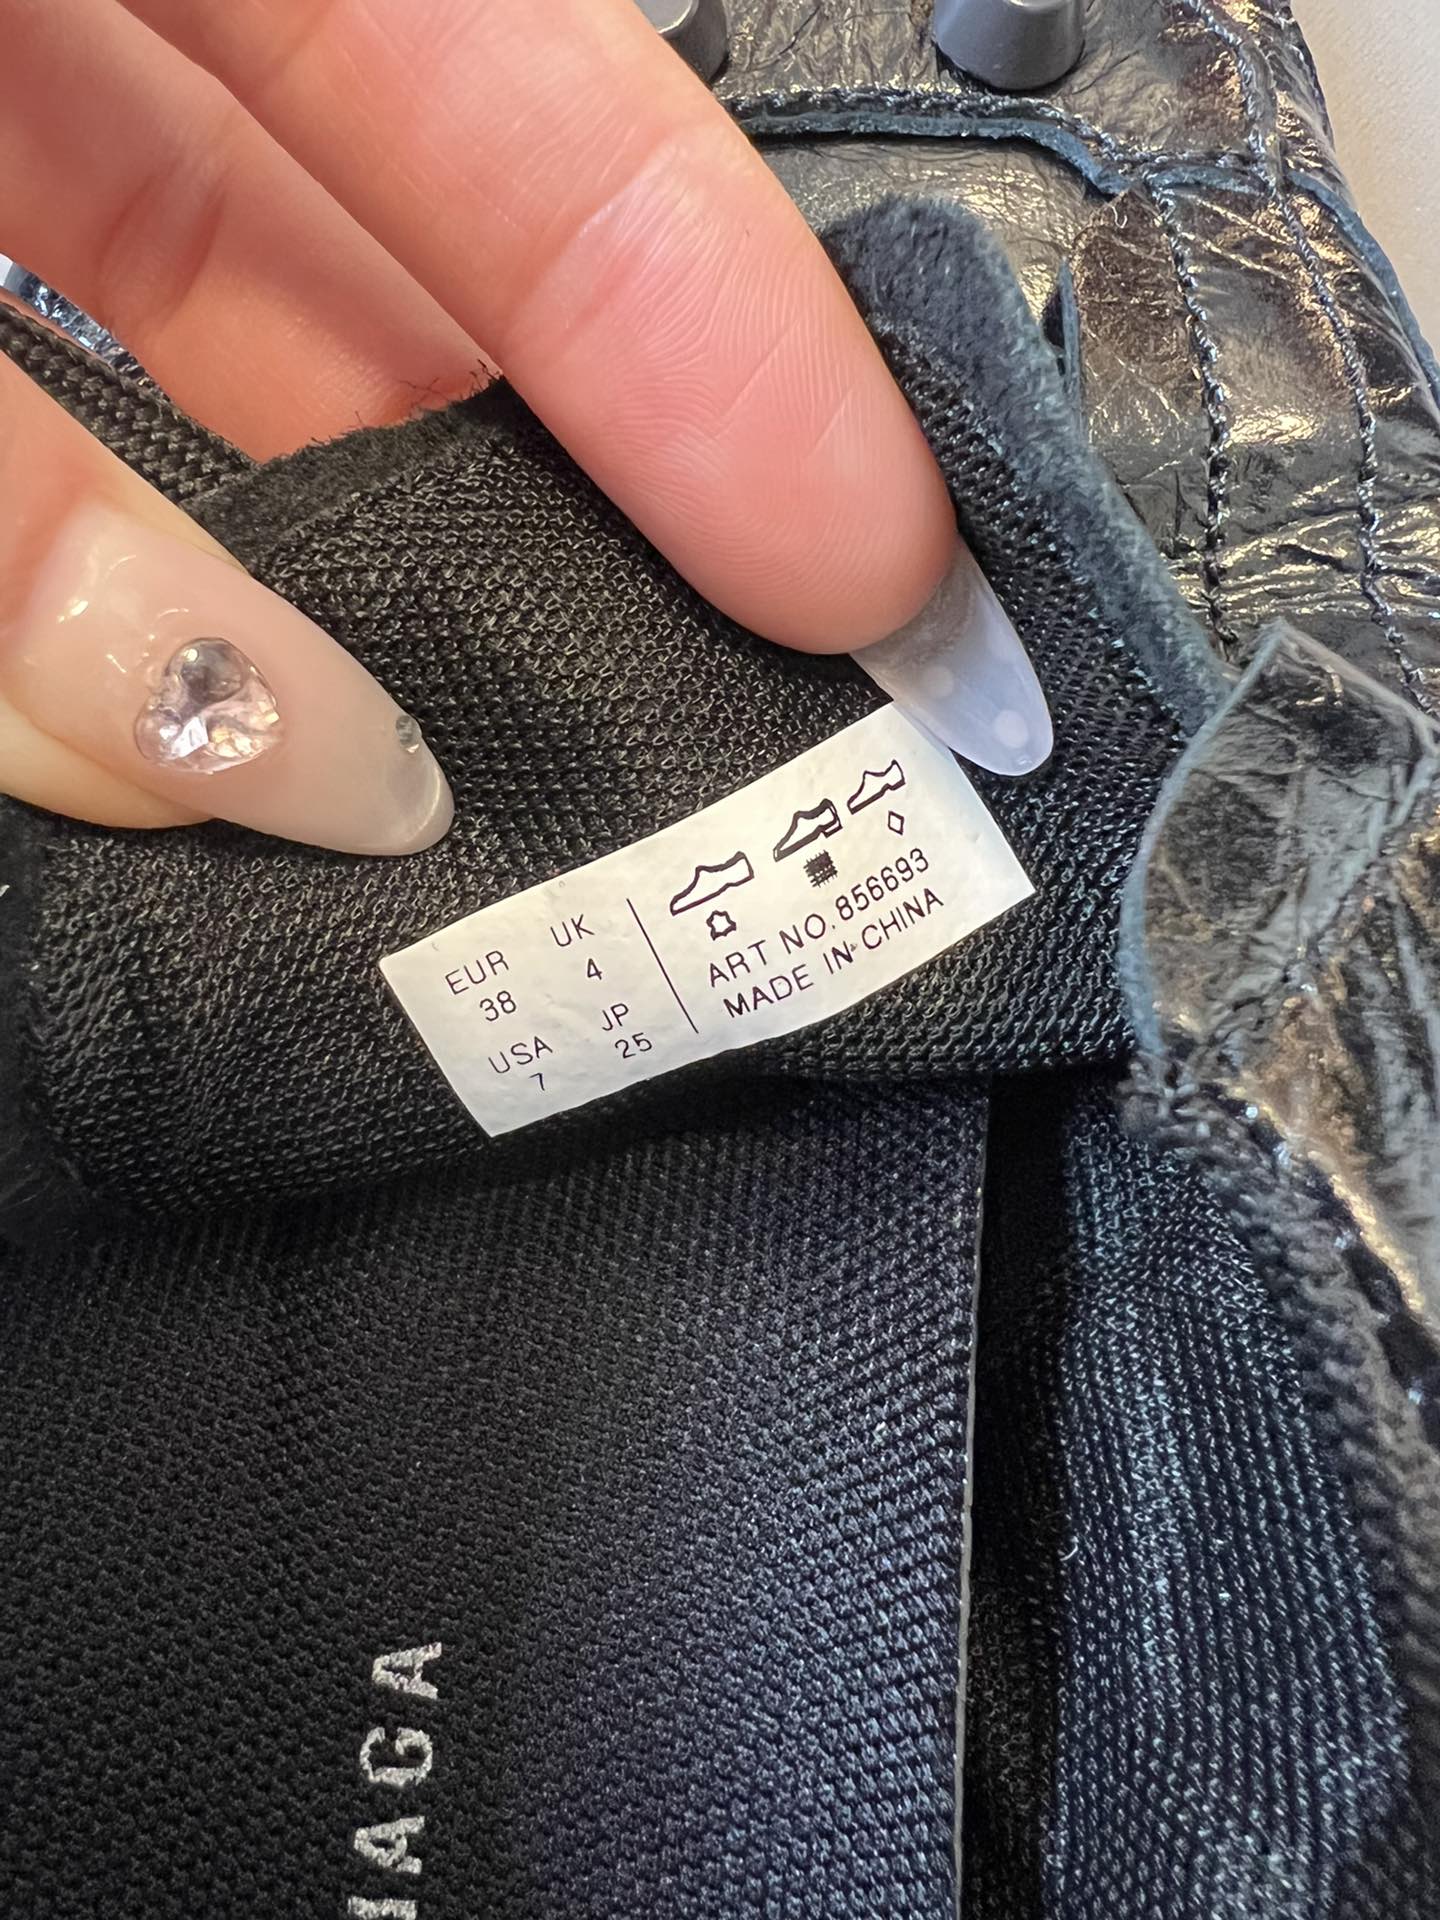 EUR UK
38 4
USA JP
7 25
ART NO. 856693
MADE IN CHINA
IAGA